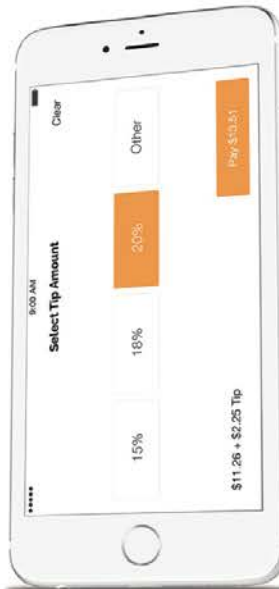 9:00 AM
Select Tip Amount
Clear
15%
18%
20%
Other
$11.26 + $2.25 Tip
Pay $13.51